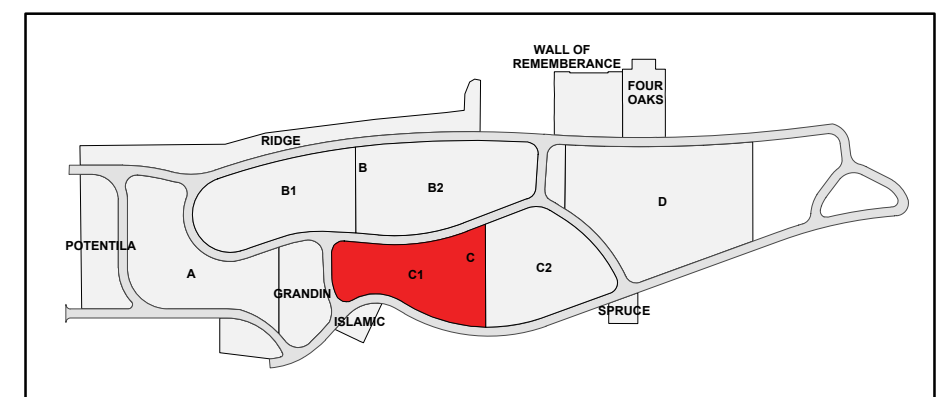 WALL OF
REMEMBERANCE
FOUR
OAKS
RIDGE
B
B1
B2
D
POTENTILA
A
C
C1
C2
GRANDIN
ISLAMIC
SPRUCE